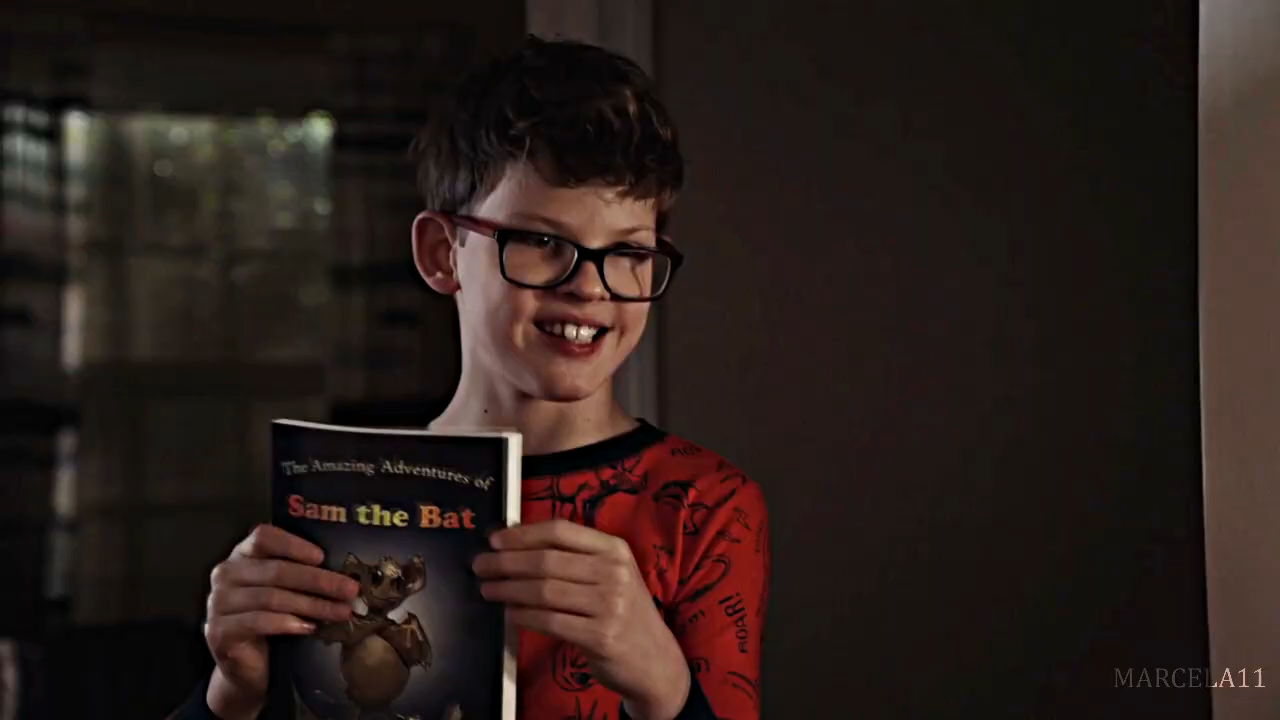 The Amazing Adventures of
Sam the Bat
ROAR!
MARCELA11